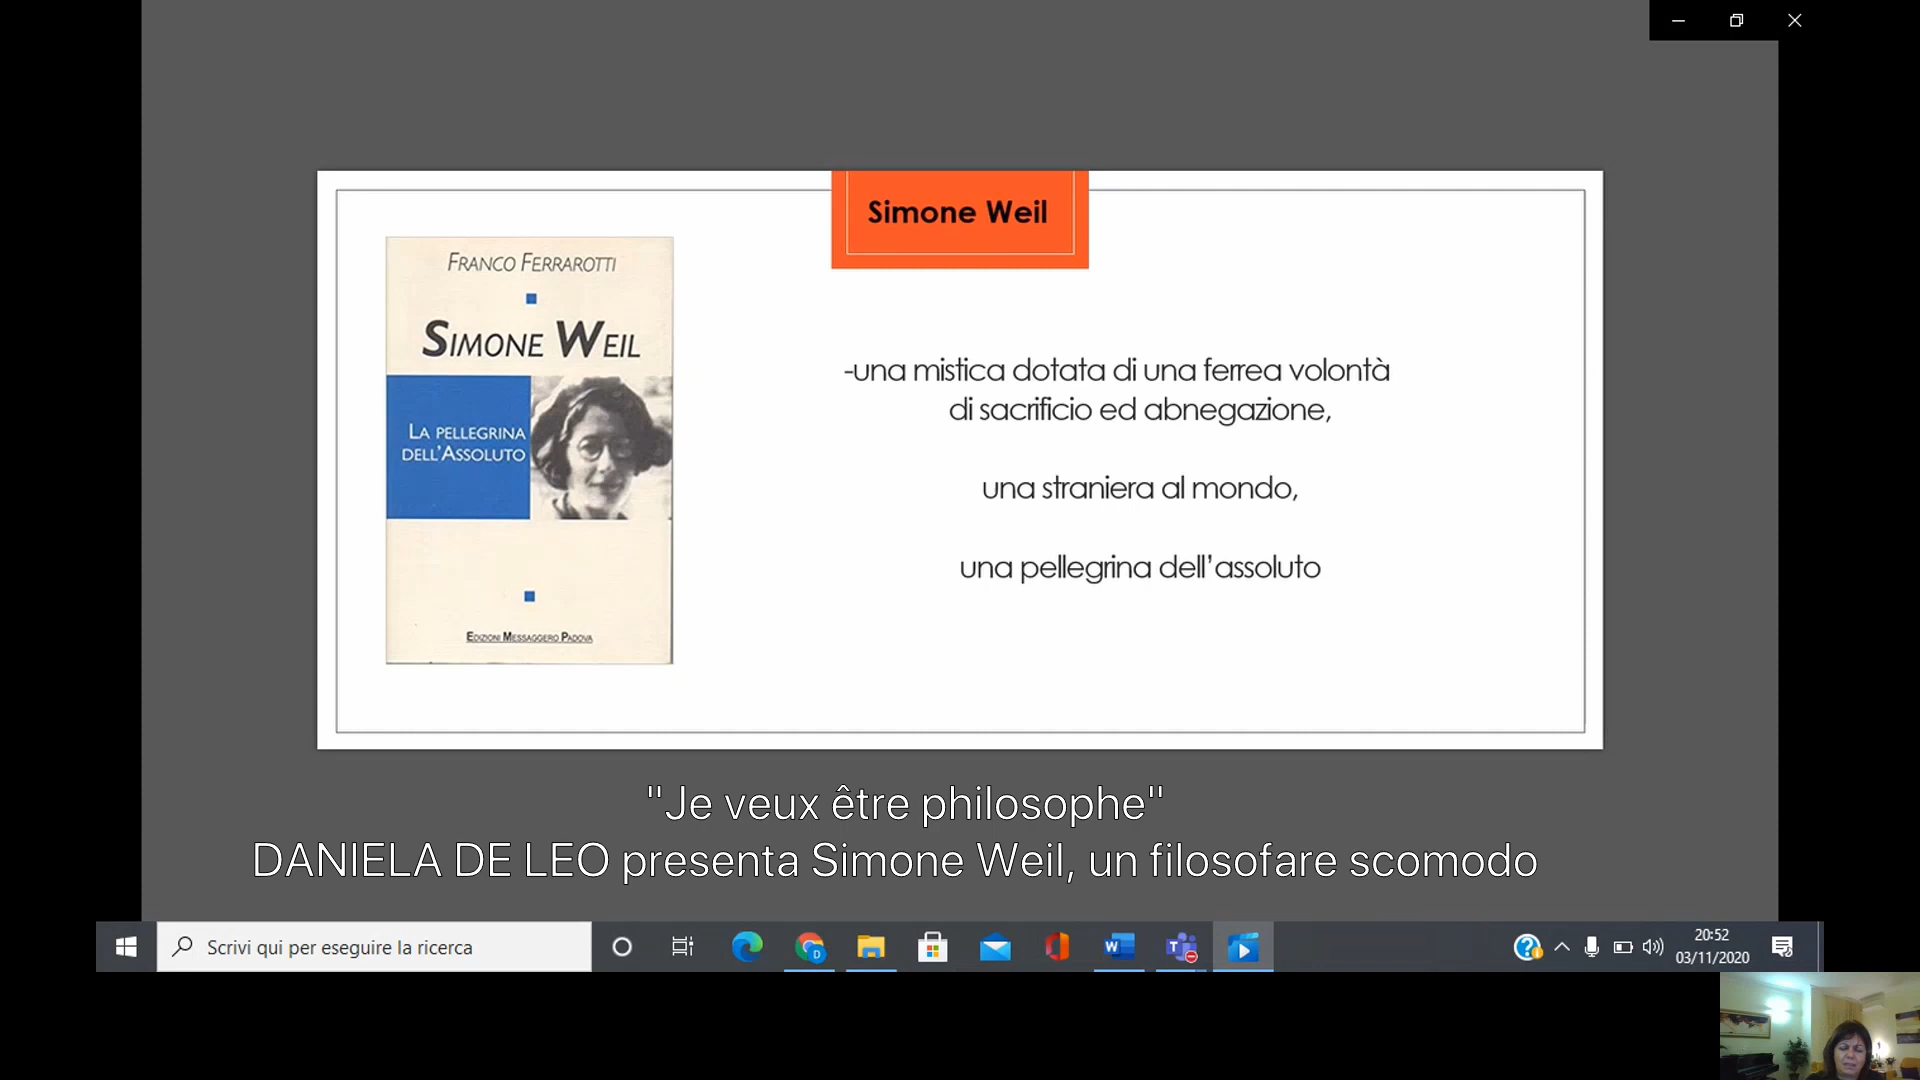 Simone Weil
FRANCO FERRAROTTI
SIMONE WEIL
LA PELLEGRINA
DELL'ASSOLUTO
EDIZIONI MESSAGGERO PADOVA
-una mistica dotata di una ferrea volontà
di sacrificio ed abnegazione,
una straniera al mondo,
una pellegrina dell’assoluto
"Je veux être philosophe"
DANIELA DE LEO presenta Simone Weil, un filosofare scomodo
Scrivi qui per eseguire la ricerca
20:52
03/11/2020